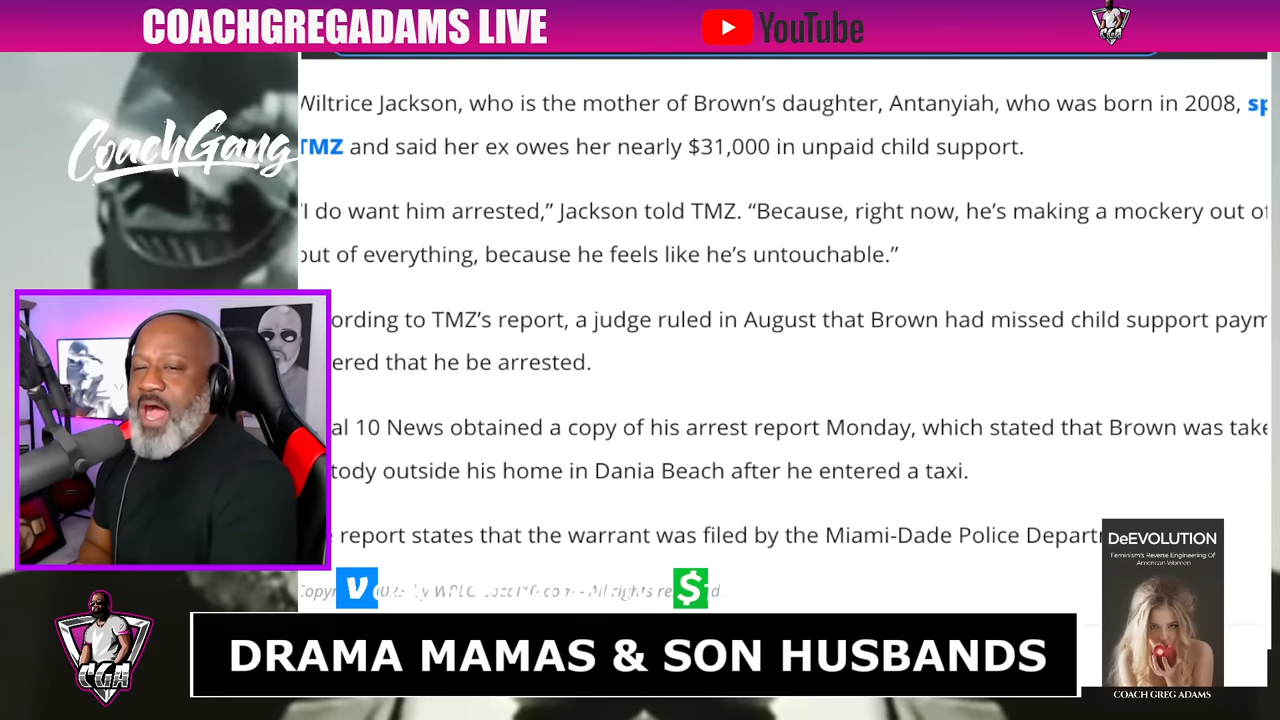 COACHGREGADAMS LIVE
YouTube
CoachGang
Wiltrice Jackson, who is the mother of Brown's daughter, Antanyiah, who was born in 2008, sp
TMZ and said her ex owes her nearly $31,000 in unpaid child support.
"I do want him arrested," Jackson told TMZ. "Because, right now, he's making a mockery out of
out of everything, because he feels like he's untouchable."
ording to TMZ's report, a judge ruled in August that Brown had missed child support paym
ered that he be arrested.
al 10 News obtained a copy of his arrest report Monday, which stated that Brown was take
tody outside his home in Dania Beach after he entered a taxi.
report states that the warrant was filed by the Miami-Dade Police Departm
All rights
DRAMA MAMAS & SON HUSBANDS
CGA
DeEVOLUTION
Feminism's Reverse Engineering Of
American Women
COACH GREG ADAMS